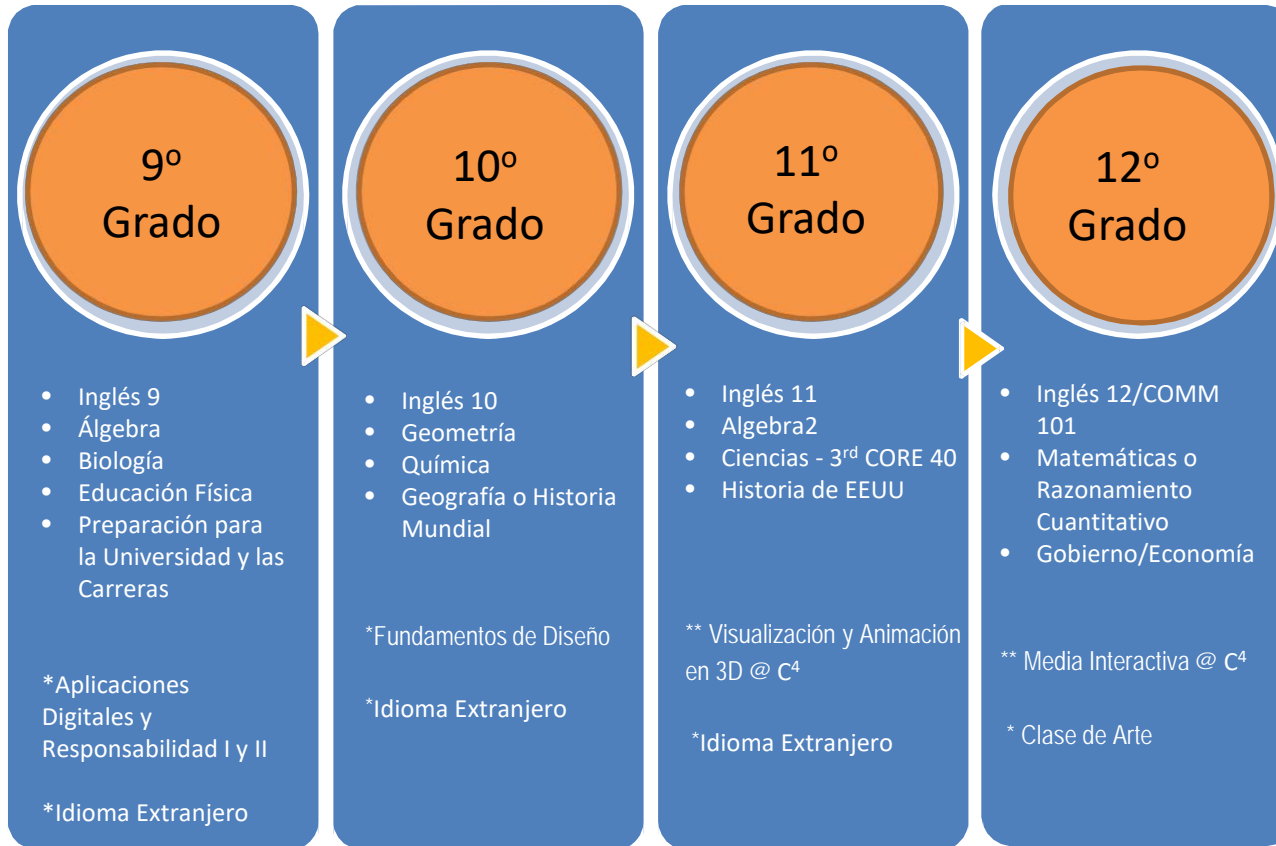 9º
Grado
• Inglés 9
• Álgebra
• Biología
• Educación Física
• Preparación para
la Universidad y las
Carreras
*Aplicaciones
Digitales y
Responsabilidad I y II
*Idioma Extranjero
10º
Grado
• Inglés 10
• Geometría
• Química
• Geografía o Historia
Mundial
*Fundamentos de Diseño
*Idioma Extranjero
11º
Grado
• Inglés 11
• Algebra2
• Ciencias - 3rd CORE 40
• Historia de EEUU
** Visualización y Animación
en 3D @ C⁴
*Idioma Extranjero
12º
Grado
• Inglés 12/COMM
101
• Matemáticas o
Razonamiento
Cuantitativo
• Gobierno/Economía
** Media Interactiva @ C⁴
* Clase de Arte